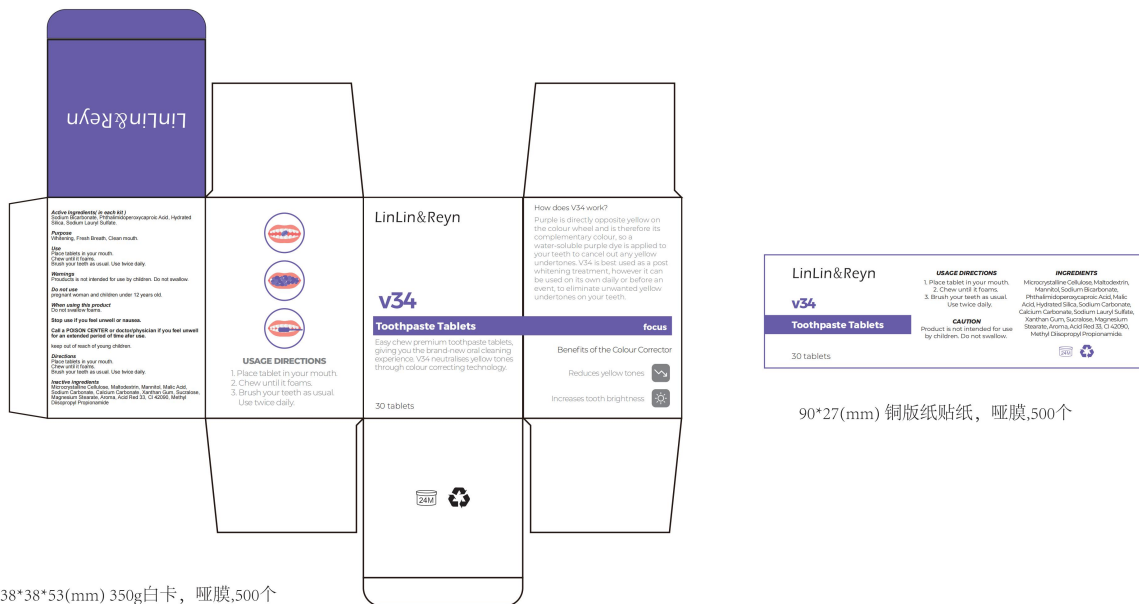 LinLin&Reyn
Active Ingredients( in each kit )
Sodium Bicarbonate, Phthalimidoperoxycaproic Acid, Hydrated
Silica, Sodium Lauryl Sulfate.
Purpose
Whitening, Fresh Breath, Clean mouth.
Use
Place tablets in your mouth.
Chew until it foams.
Brush your teeth as usual. Use twice daily.
Warnings
Prouducts is not intended for use by children. Do not swallow.
Do not use
pregnant woman and children under 12 years old.
When using this product
Do not swallow foams.
Stop use if you feel unwell or nausea.
Call a POISON CENTER or doctor/physician if you feel unwell
for an extended period of time afer use.
keep out of reach of young children.
Directions
Place tablets in your mouth.
Chew until it foams.
Brush your teeth as usual. Use twice daily.
Inactive ingredients
Microcrystalline Cellulose, Maltodextrin, Mannitol, Malic Acid,
Sodium Carbonate, Calcium Carbonate, Xanthan Gum, Sucralose,
Magnesium Stearate, Aroma, Acid Red 33, CI 42090, Methyl
Diisopropyl Propionamide
USAGE DIRECTIONS
1. Place tablet in your mouth.
2. Chew until it foams.
3. Brush your teeth as usual.
Use twice daily.
LinLin&Reyn
v34
Toothpaste Tablets
focus
Easy chew premium toothpaste tablets,
giving you the brand-new oral cleaning
experience. V34 neutralises yellow tones
through colour correcting technology.
30 tablets
How does V34 work?
Purple is directly opposite yellow on
the colour wheel and is therefore its
complementary colour, so a
water-soluble purple dye is applied to
your teeth to cancel out any yellow
undertones. V34 is best used as a post
whitening treatment, however it can
be used on its own daily or before an
event, to eliminate unwanted yellow
undertones on your teeth.
Benefits of the Colour Corrector
Reduces yellow tones
Increases tooth brightness
24M
38*38*53(mm) 350g白卡，哑膜,500个
LinLin&Reyn
v34
Toothpaste Tablets
30 tablets
USAGE DIRECTIONS
1. Place tablet in your mouth.
2. Chew until it foams.
3. Brush your teeth as usual.
Use twice daily.
CAUTION
Product is not intended for use
by children. Do not swallow.
INGREDIENTS
Microcrystalline Cellulose, Maltodextrin,
Mannitol, Sodium Bicarbonate,
Phthalimidoperoxycaproic Acid, Malic
Acid, Hydrated Silica, Sodium Carbonate,
Calcium Carbonate, Sodium Lauryl Sulfate,
Xanthan Gum, Sucralose, Magnesium
Stearate, Aroma, Acid Red 33, CI 42090,
Methyl Diisopropyl Propionamide.
24M
90*27(mm) 铜版纸贴纸，哑膜,500个